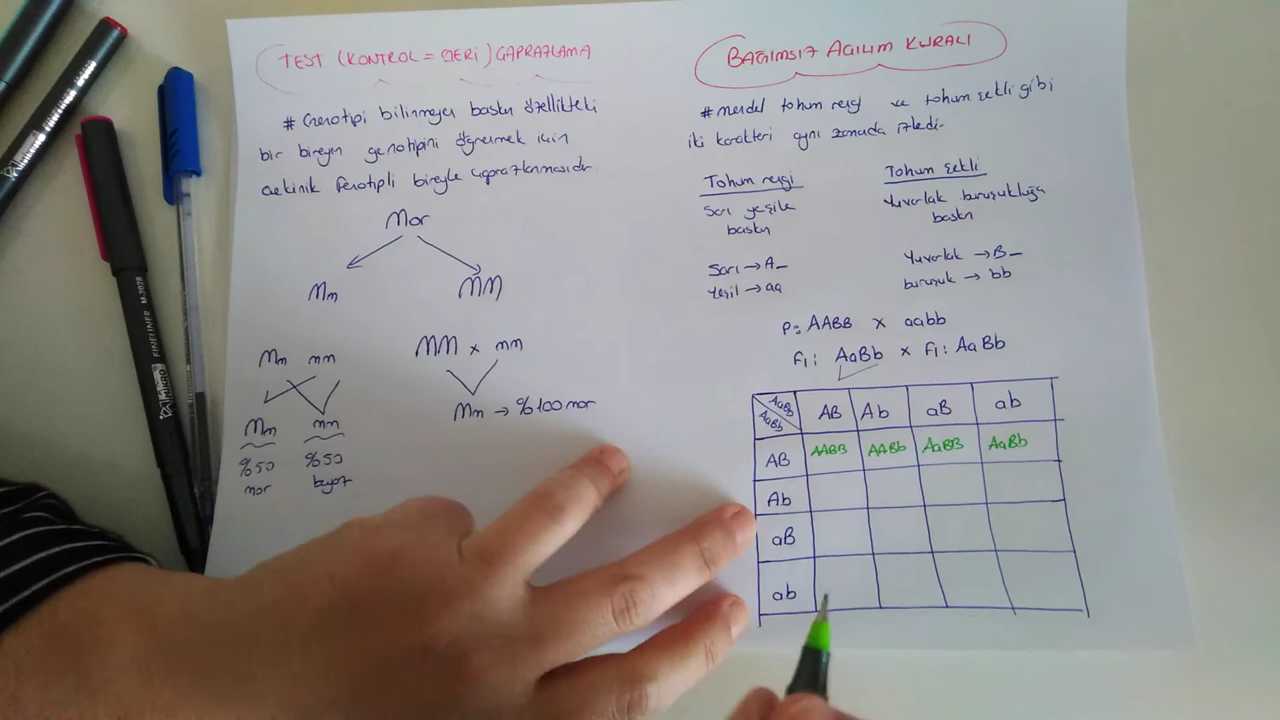 TEST (KONTROL = GERİ) ÇAPRAZLAMA
# Genotipi bilinmeyen baskın özellikteki
bir bireyin genotipini öğrenmek için
çekinik fenotipli bireyle çaprazlanmasıdır
Mor
Mm MM
Mm mm
Mm mm
%50 %50
mor beyaz
MM x mm
Mm → %100 mor
BAĞIMSIZ AÇILIM KURALI
# mendel tohum rengi ve tohum şekli gibi
iki karakteri aynı zamanda izledi.
Tohum rengi
Sarı yeşile
baskın
Sarı → A_
Yeşil → aa
Tohum şekli
Yuvarlak buruşukluğa
baskın
Yuvarlak → B_
buruşuk → bb
P: AABB x aabb
F1: AaBb x F1: AaBb
AaBb
AaBb
AB Ab aB ab
AB AABB AABb AaBB AaBb
Ab
aB
ab
FINELINER M-2028